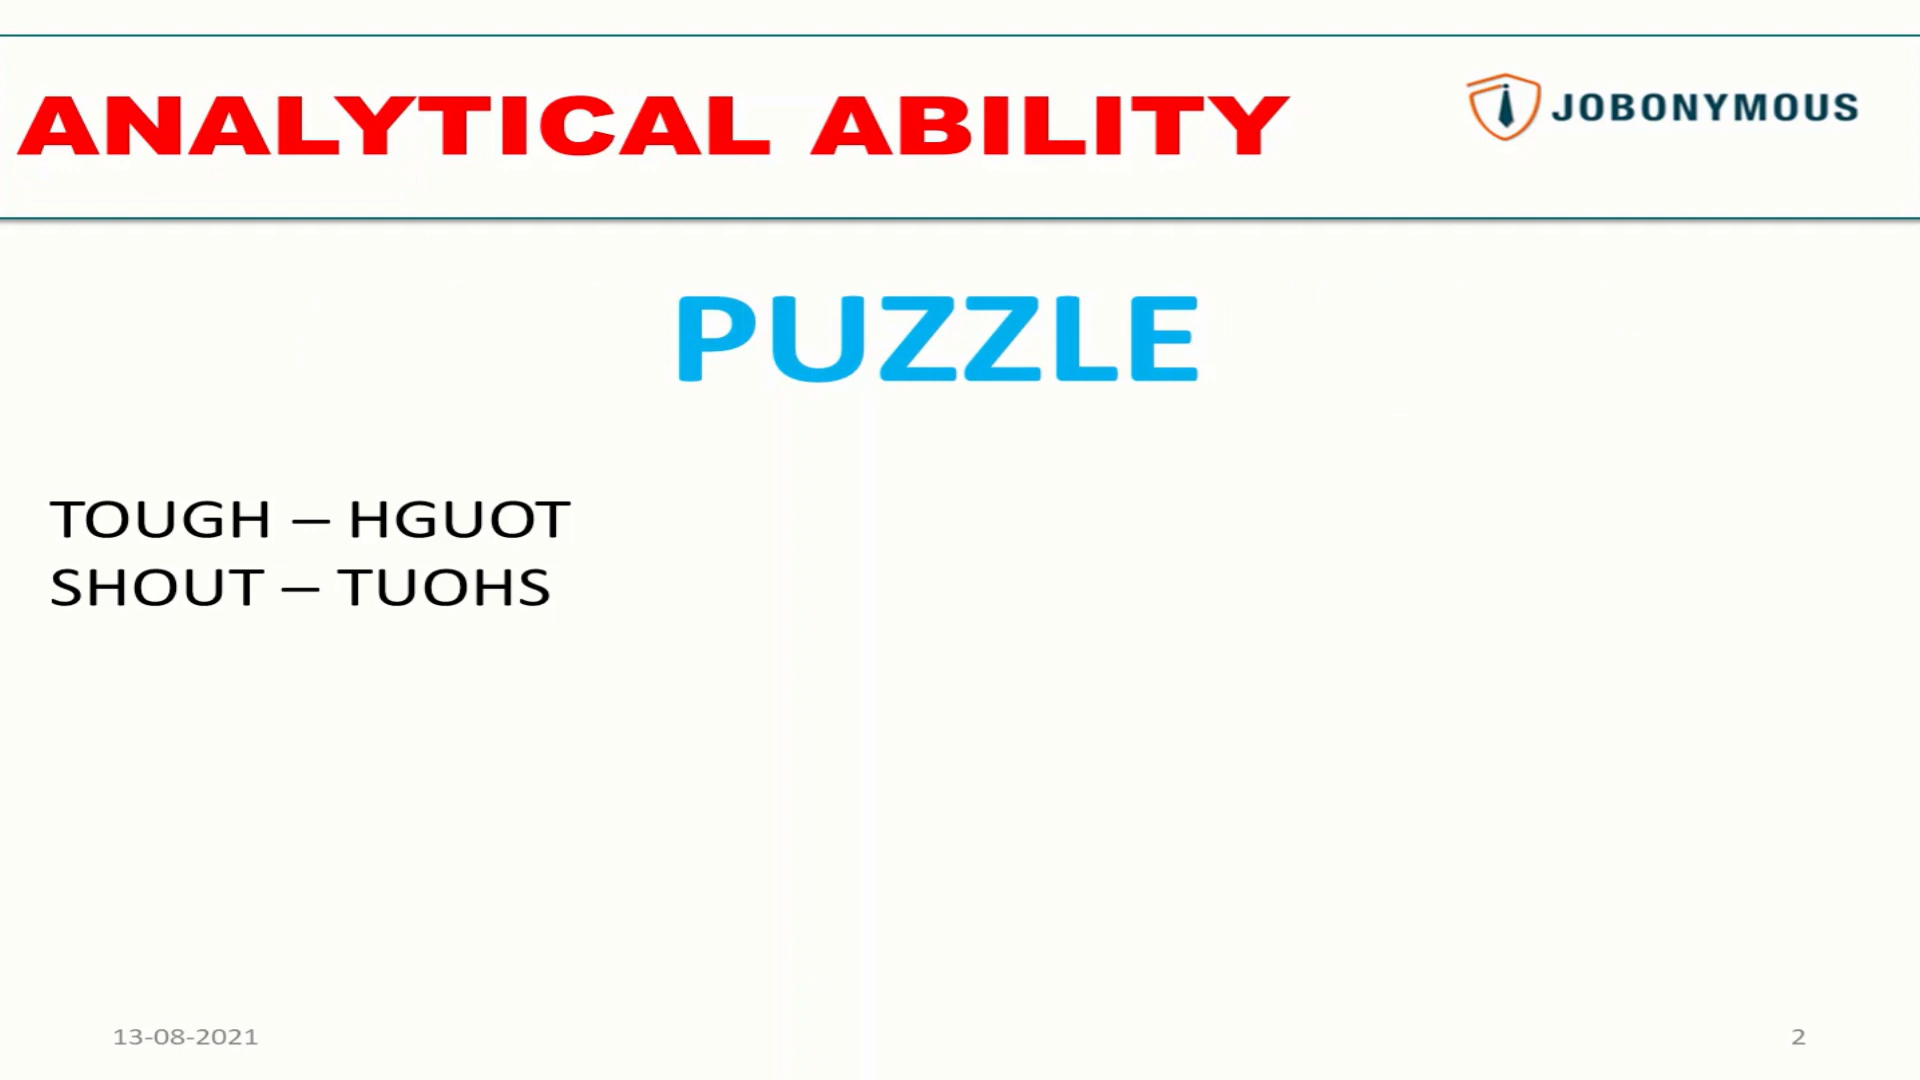 ANALYTICAL ABILITY
JOBONYMOUS
PUZZLE
TOUGH – HGUOT
SHOUT – TUOHS
13-08-2021
2